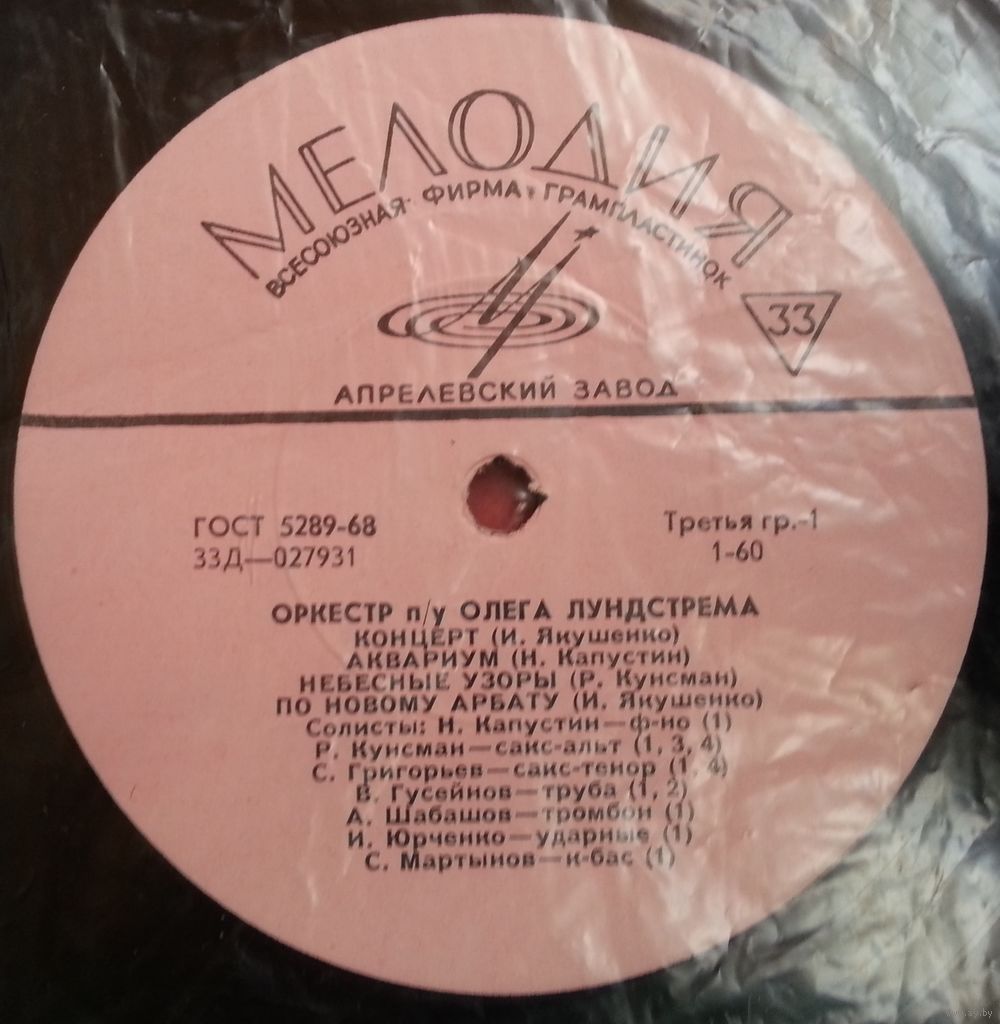 МЕЛОДИЯ
ВСЕСОЮЗНАЯ · ФИРМА · ГРАМПЛАСТИНОК
33
АПРЕЛЕВСКИЙ ЗАВОД
ГОСТ 5289-68
Третья гр.-1
33Д—027931
1-60
ОРКЕСТР п/у ОЛЕГА ЛУНДСТРЕМА
КОНЦЕРТ (И. Якушенко)
АКВАРИУМ (Н. Капустин)
НЕБЕСНЫЕ УЗОРЫ (Р. Кунсман)
ПО НОВОМУ АРБАТУ (И. Якушенко)
Солисты: Н. Капустин—ф-но (1)
Р. Кунсман—сакс-альт (1, 3, 4)
С. Григорьев—сакс-тенор (1, 4)
В. Гусейнов—труба (1, 2)
А. Шабашов—тромбон (1)
И. Юрченко—ударные (1)
С. Мартынов—к-бас (1)
www.ay.by